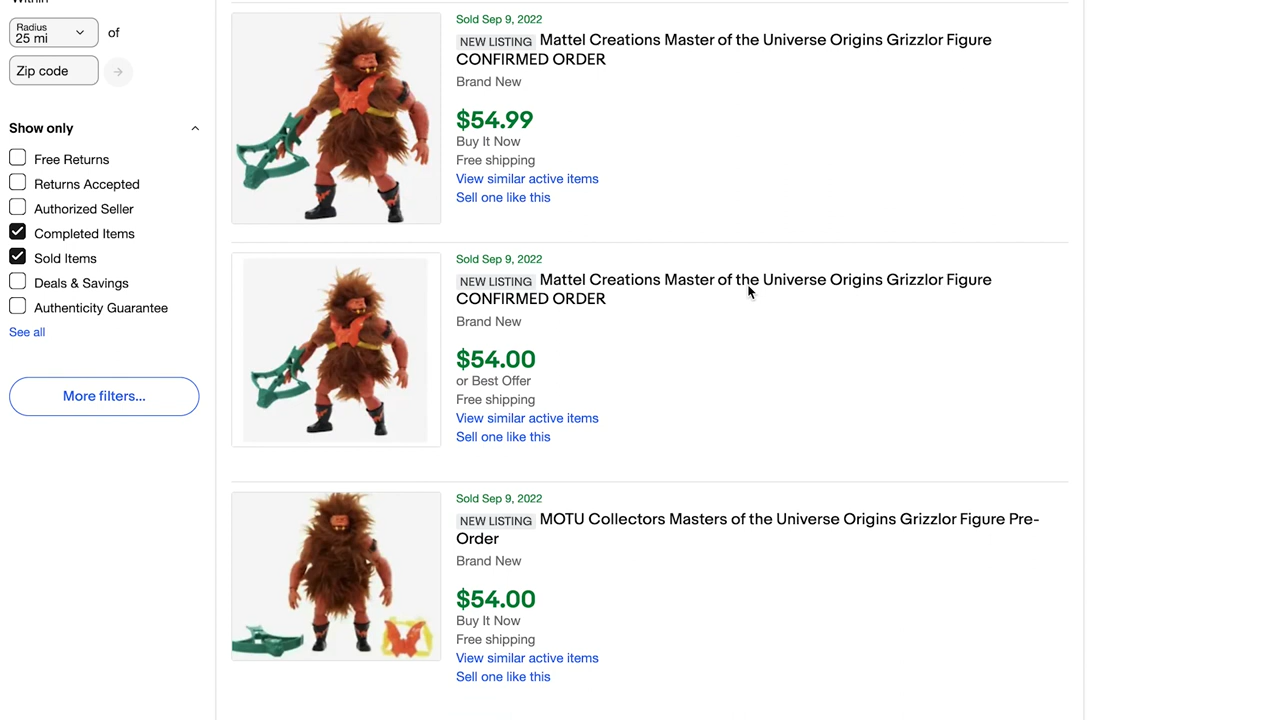 Radius
25 mi
of
Zip code
Show only
Free Returns
Returns Accepted
Authorized Seller
Completed Items
Sold Items
Deals & Savings
Authenticity Guarantee
See all
More filters...
Sold Sep 9, 2022
NEW LISTING Mattel Creations Master of the Universe Origins Grizzlor Figure
CONFIRMED ORDER
Brand New
$54.99
Buy It Now
Free shipping
View similar active items
Sell one like this
Sold Sep 9, 2022
NEW LISTING Mattel Creations Master of the Universe Origins Grizzlor Figure
CONFIRMED ORDER
Brand New
$54.00
or Best Offer
Free shipping
View similar active items
Sell one like this
Sold Sep 9, 2022
NEW LISTING MOTU Collectors Masters of the Universe Origins Grizzlor Figure Pre-
Order
Brand New
$54.00
Buy It Now
Free shipping
View similar active items
Sell one like this